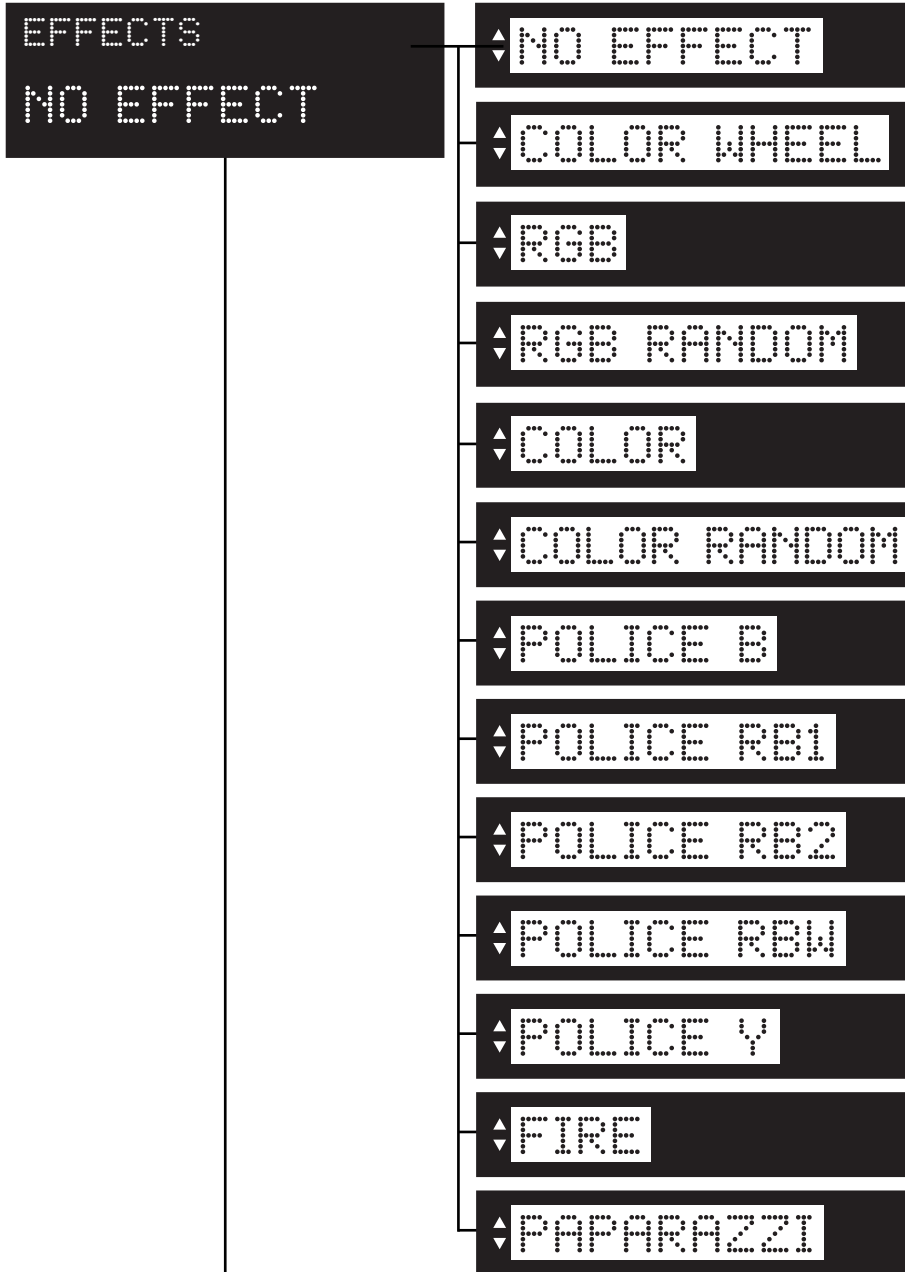 EFFECTS
NO EFFECT
NO EFFECT
COLOR WHEEL
RGB
RGB RANDOM
COLOR
COLOR RANDOM
POLICE B
POLICE RB1
POLICE RB2
POLICE RBW
POLICE Y
FIRE
PAPARAZZI